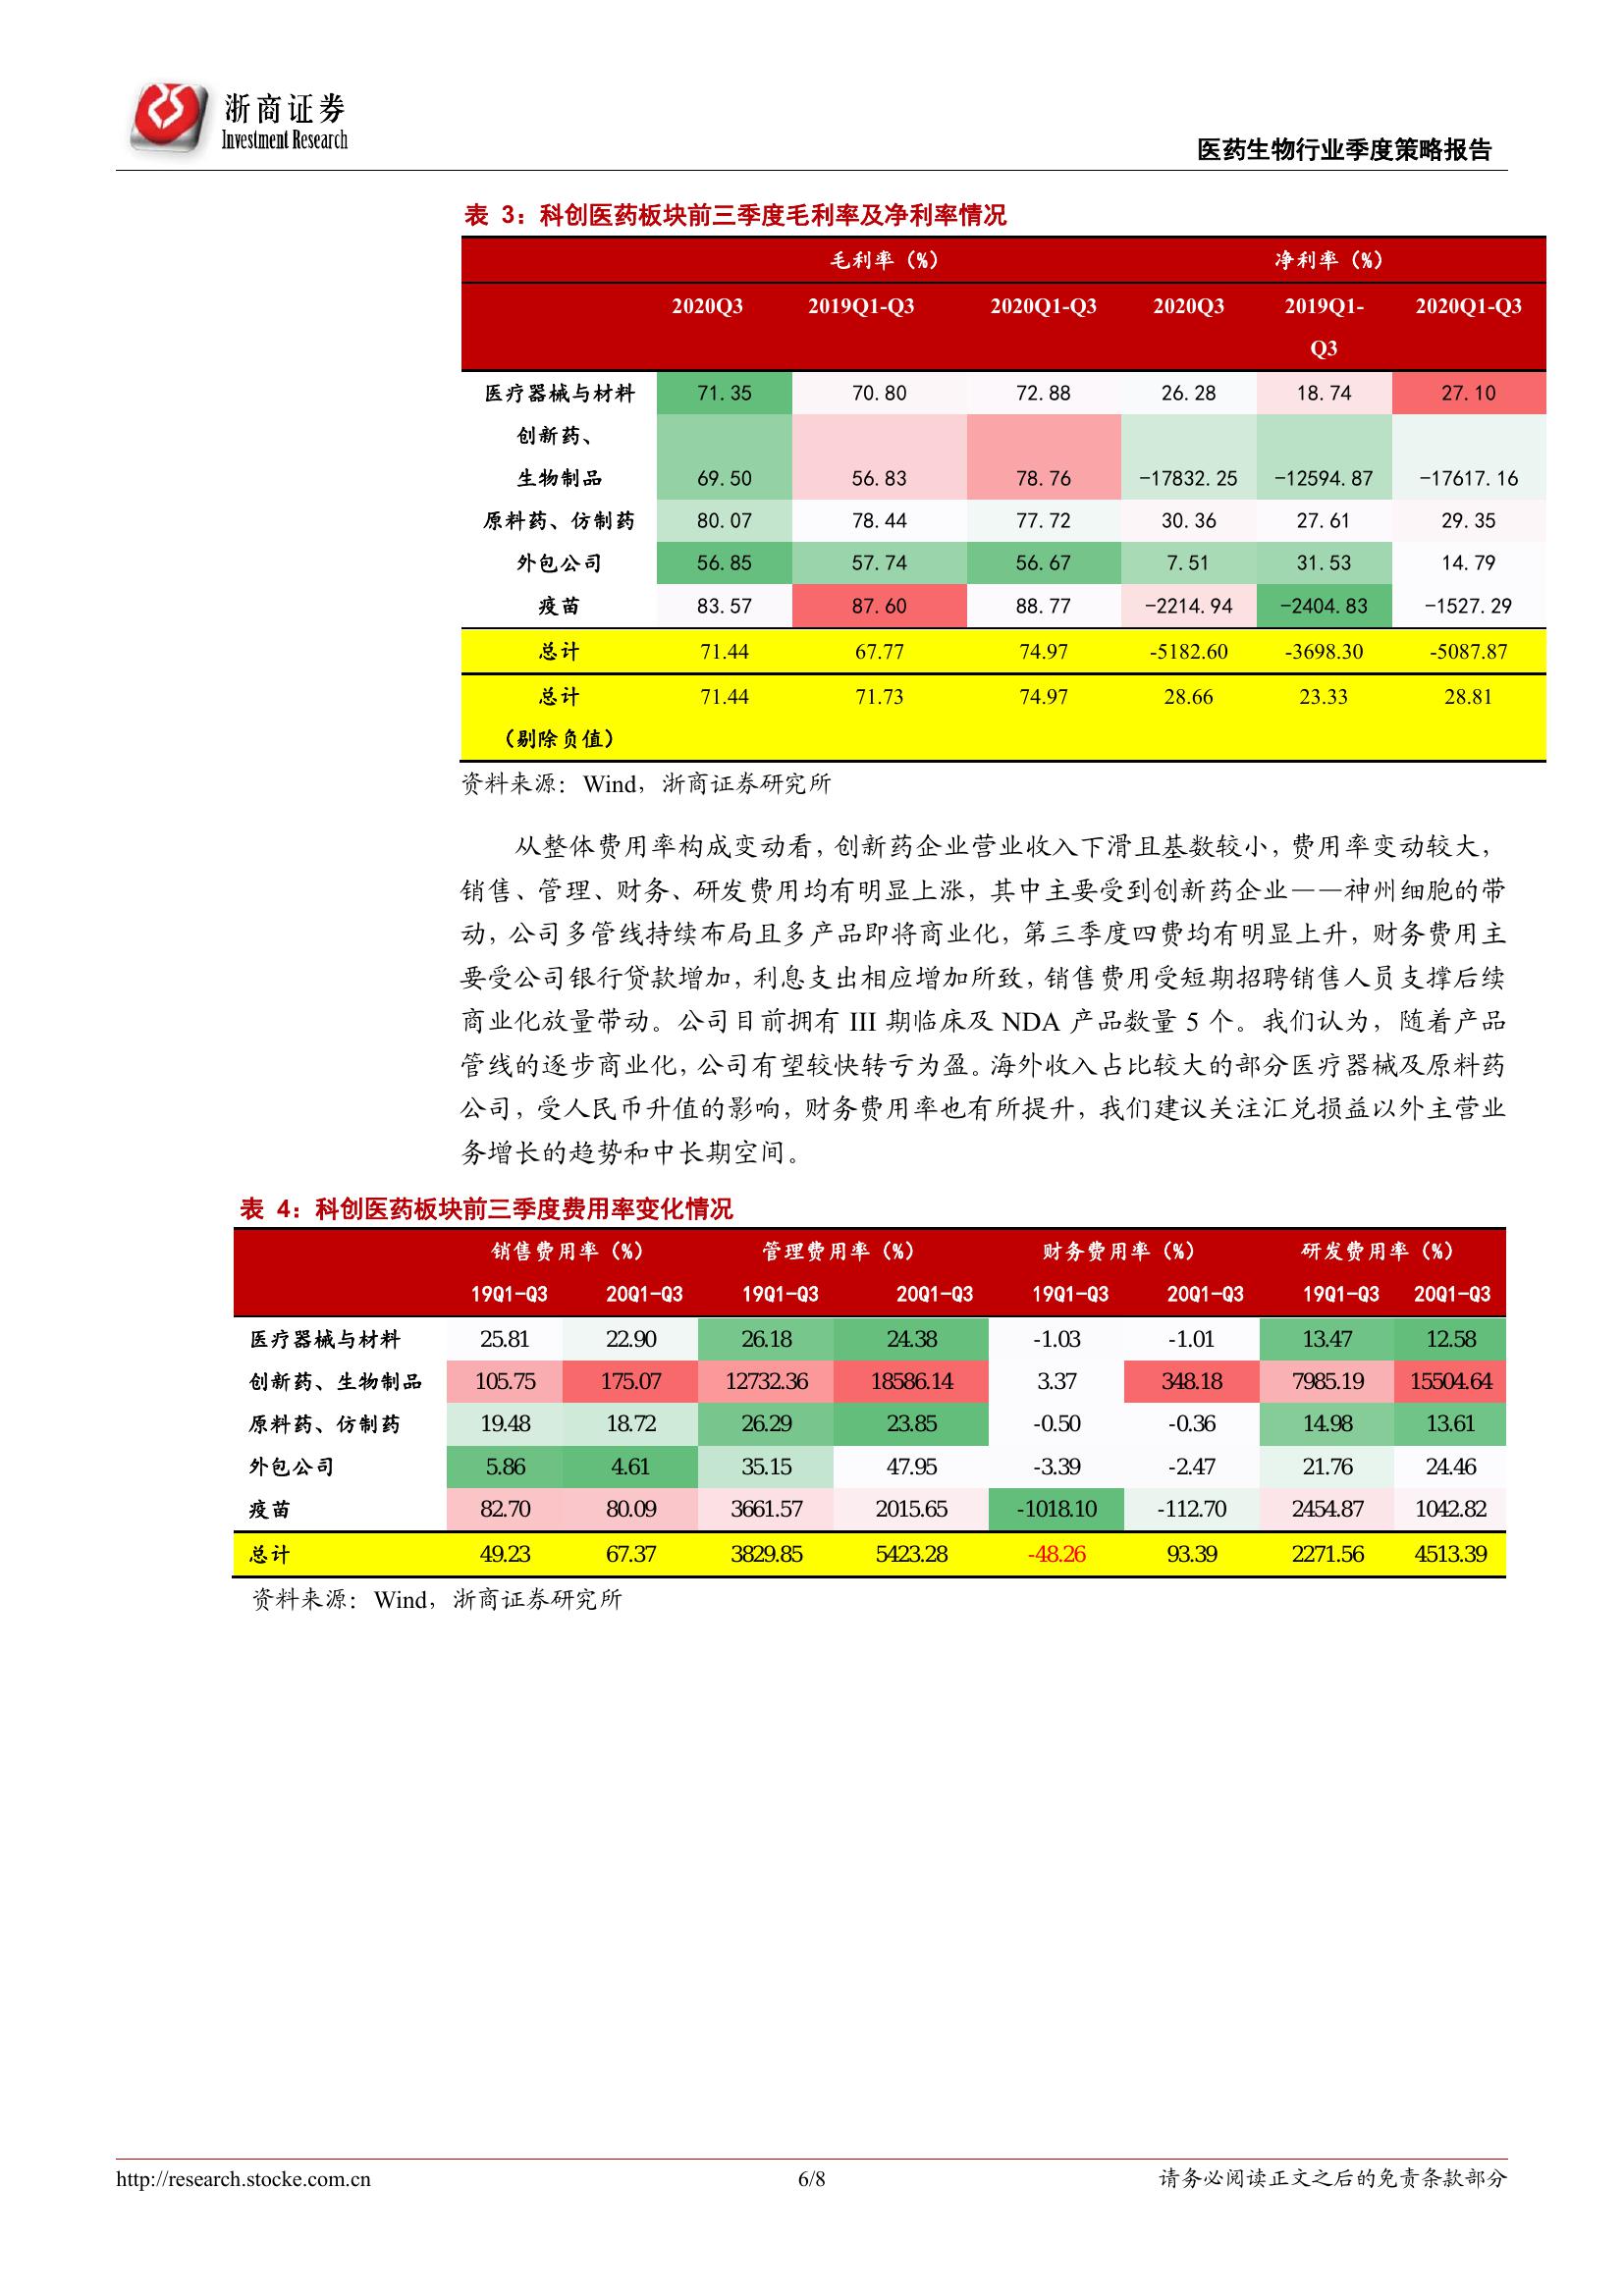 浙商证券
Investment Research
医药生物行业季度策略报告
表 3：科创医药板块前三季度毛利率及净利率情况
毛利率（%） 净利率（%）
2020Q3 2019Q1-Q3 2020Q1-Q3 2020Q3 2019Q1- 2020Q1-Q3
Q3
医疗器械与材料 71.35 70.80 72.88 26.28 18.74 27.10
创新药、
生物制品 69.50 56.83 78.76 -17832.25 -12594.87 -17617.16
原料药、仿制药 80.07 78.44 77.72 30.36 27.61 29.35
外包公司 56.85 57.74 56.67 7.51 31.53 14.79
疫苗 83.57 87.60 88.77 -2214.94 -2404.83 -1527.29
总计 71.44 67.77 74.97 -5182.60 -3698.30 -5087.87
总计 71.44 71.73 74.97 28.66 23.33 28.81
（剔除负值）
资料来源：Wind，浙商证券研究所
从整体费用率构成变动看，创新药企业营业收入下滑且基数较小，费用率变动较大，
销售、管理、财务、研发费用均有明显上涨，其中主要受到创新药企业——神州细胞的带
动，公司多管线持续布局且多产品即将商业化，第三季度四费均有明显上升，财务费用主
要受公司银行贷款增加，利息支出相应增加所致，销售费用受短期招聘销售人员支撑后续
商业化放量带动。公司目前拥有 III 期临床及 NDA 产品数量 5 个。我们认为，随着产品
管线的逐步商业化，公司有望较快转亏为盈。海外收入占比较大的部分医疗器械及原料药
公司，受人民币升值的影响，财务费用率也有所提升，我们建议关注汇兑损益以外主营业
务增长的趋势和中长期空间。
表 4：科创医药板块前三季度费用率变化情况
销售费用率（%） 管理费用率（%） 财务费用率（%） 研发费用率（%）
19Q1-Q3 20Q1-Q3 19Q1-Q3 20Q1-Q3 19Q1-Q3 20Q1-Q3 19Q1-Q3 20Q1-Q3
医疗器械与材料 25.81 22.90 26.18 24.38 -1.03 -1.01 13.47 12.58
创新药、生物制品 105.75 175.07 12732.36 18586.14 3.37 348.18 7985.19 15504.64
原料药、仿制药 19.48 18.72 26.29 23.85 -0.50 -0.36 14.98 13.61
外包公司 5.86 4.61 35.15 47.95 -3.39 -2.47 21.76 24.46
疫苗 82.70 80.09 3661.57 2015.65 -1018.10 -112.70 2454.87 1042.82
总计 49.23 67.37 3829.85 5423.28 -48.26 93.39 2271.56 4513.39
资料来源：Wind，浙商证券研究所
http://research.stocke.com.cn 6/8 请务必阅读正文之后的免责条款部分